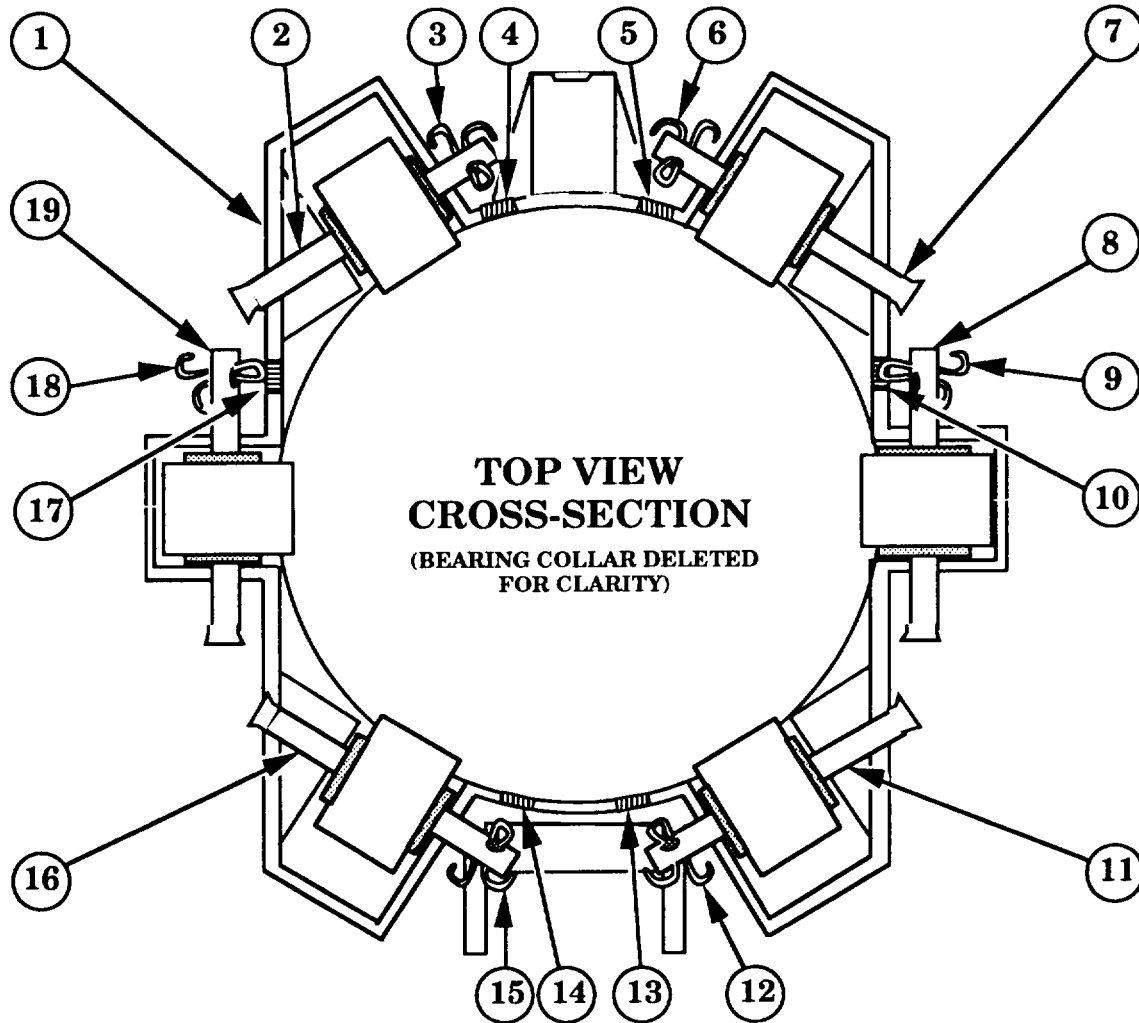 1 2 3 4 5 6 7
19 8
18 9
TOP VIEW
CROSS-SECTION
(BEARING COLLAR DELETED
FOR CLARITY)
17 10
16 11
15 14 13 12